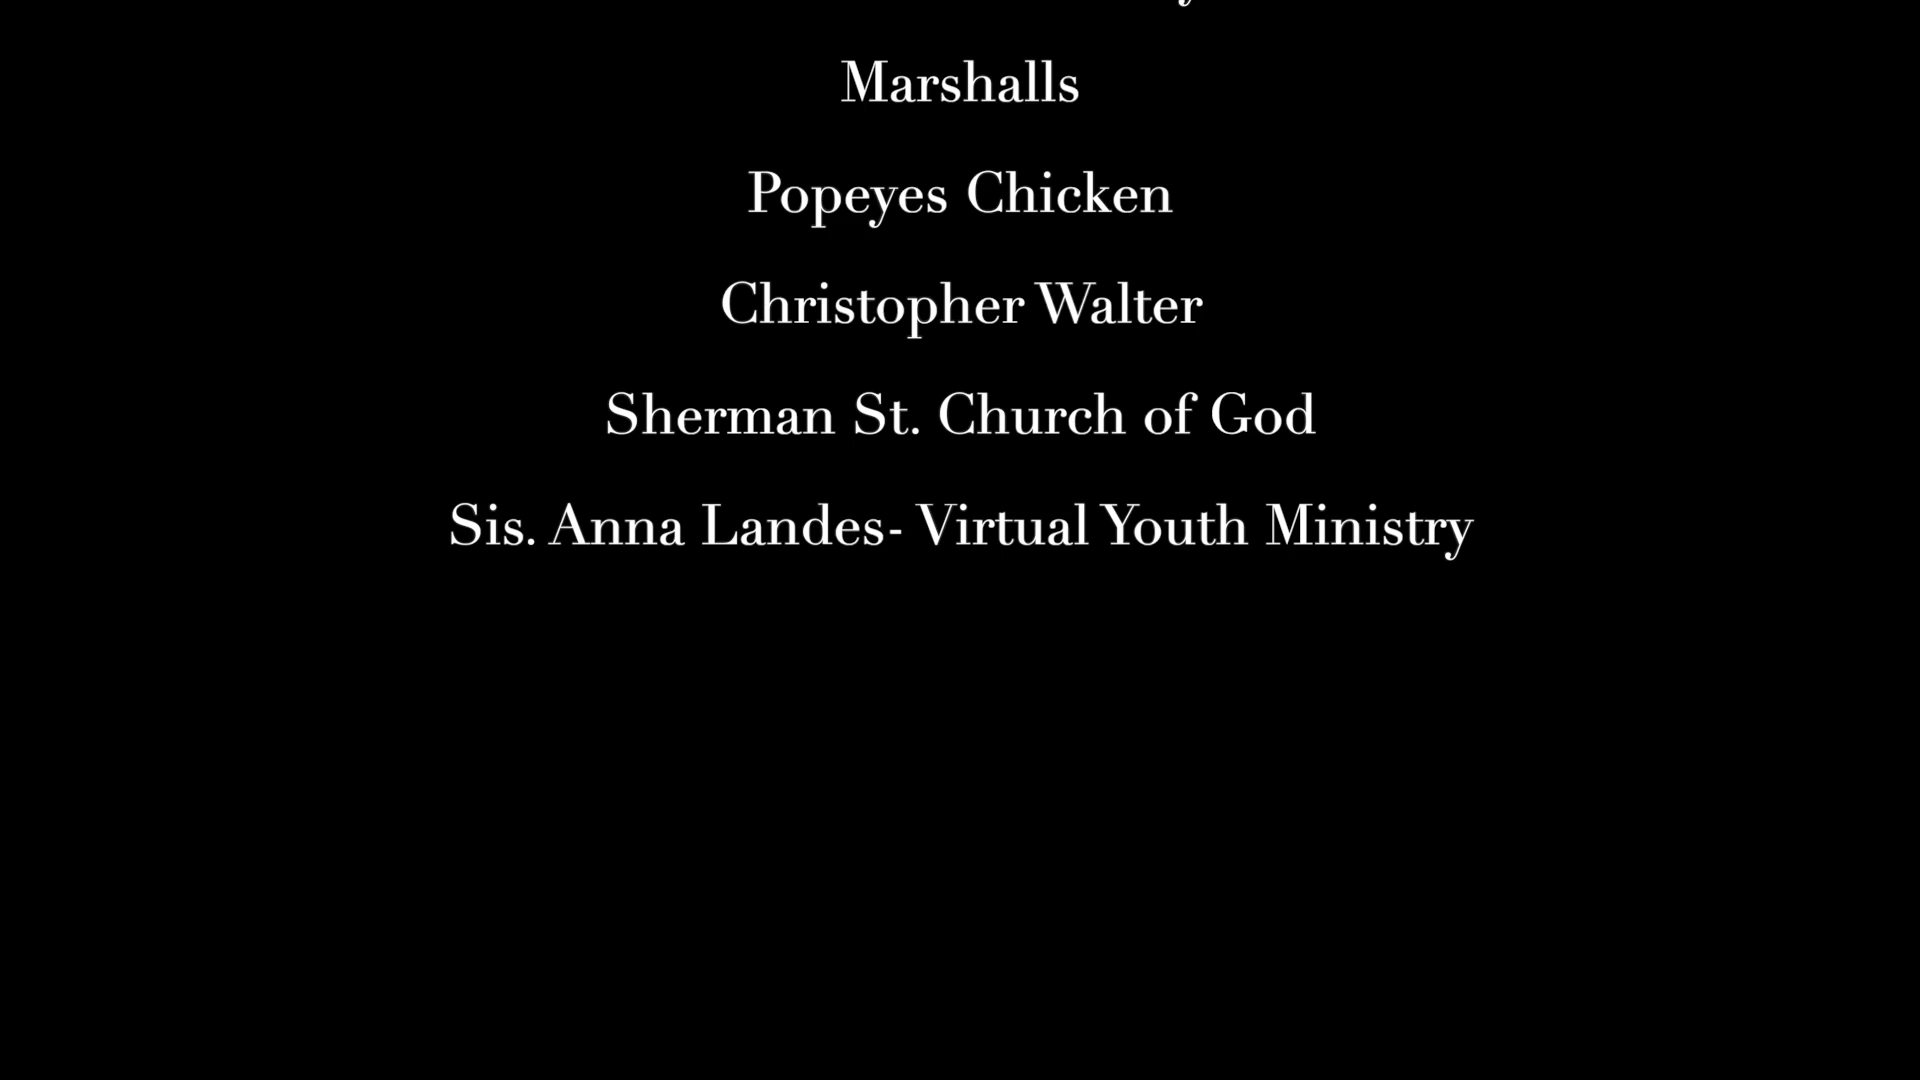 Marshalls
Popeyes Chicken
Christopher Walter
Sherman St. Church of God
Sis. Anna Landes- Virtual Youth Ministry